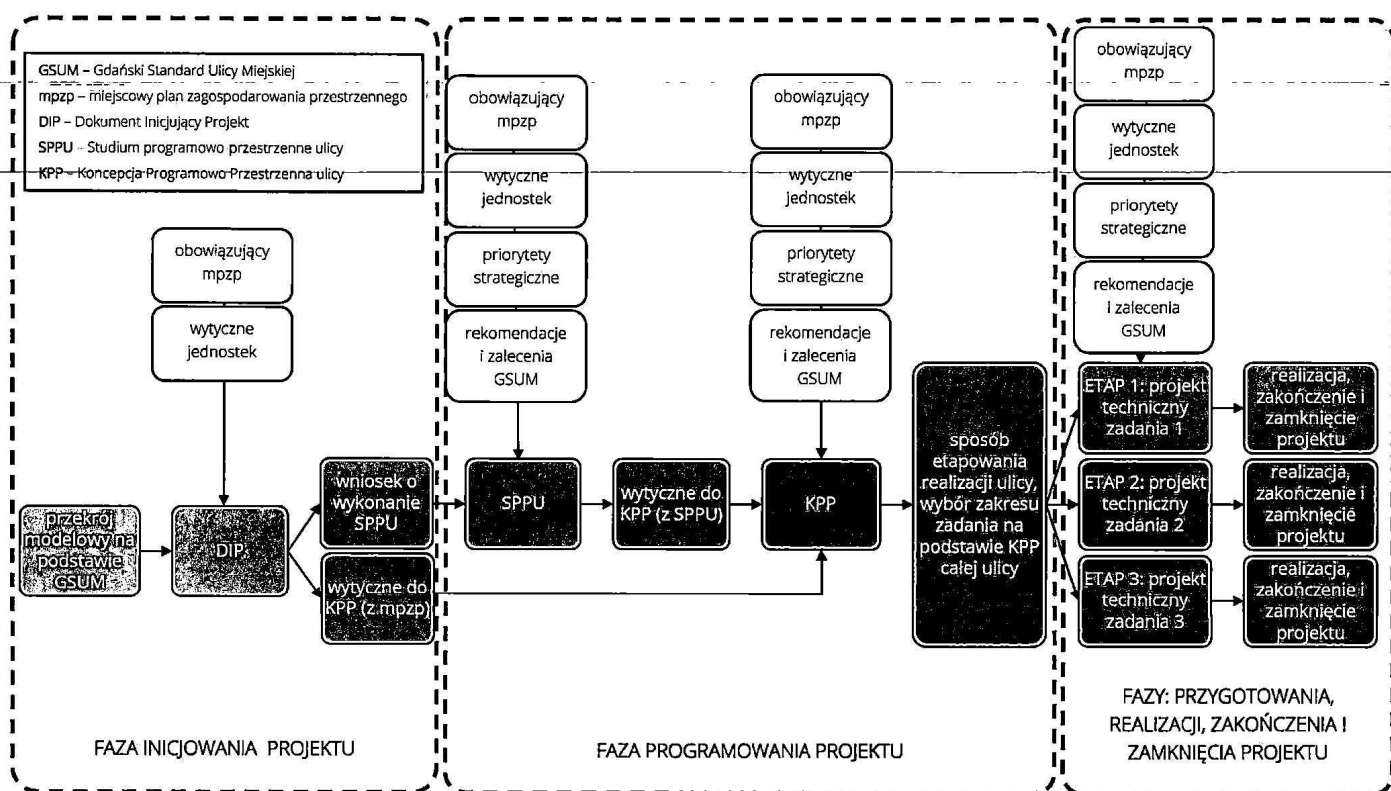 GSUM – Gdański Standard Ulicy Miejskiej
mpzp – miejscowy plan zagospodarowania przestrzennego
DIP – Dokument Inicjujący Projekt
SPPU – Studium programowo przestrzenne ulicy
KPP – Koncepcja Programowo Przestrzenna ulicy
obowiązujący
mpzp
wytyczne
jednostek
przekrój
modelowy na
podstawie
GSUM
DIP
wniosek o
wykonanie
SPPU
wytyczne do
KPP (z mpzp)
FAZA INICJOWANIA PROJEKTU
obowiązujący
mpzp
wytyczne
jednostek
priorytety
strategiczne
rekomendacje
i zalecenia
GSUM
SPPU
wytyczne do
KPP (z SPPU)
obowiązujący
mpzp
wytyczne
jednostek
priorytety
strategiczne
rekomendacje
i zalecenia
GSUM
KPP
sposób
etapowania
realizacji ulicy,
wybór zakresu
zadania na
podstawie KPP
całej ulicy
FAZA PROGRAMOWANIA PROJEKTU
obowiązujący
mpzp
wytyczne
jednostek
priorytety
strategiczne
rekomendacje
i zalecenia
GSUM
ETAP 1: projekt
techniczny
zadania 1
realizacja,
zakończenie i
zamknięcie
projektu
ETAP 2: projekt
techniczny
zadania 2
realizacja,
zakończenie i
zamknięcie
projektu
ETAP 3: projekt
techniczny
zadania 3
realizacja,
zakończenie i
zamknięcie
projektu
FAZY: PRZYGOTOWANIA,
REALIZACJI, ZAKOŃCZENIA I
ZAMKNIĘCIA PROJEKTU